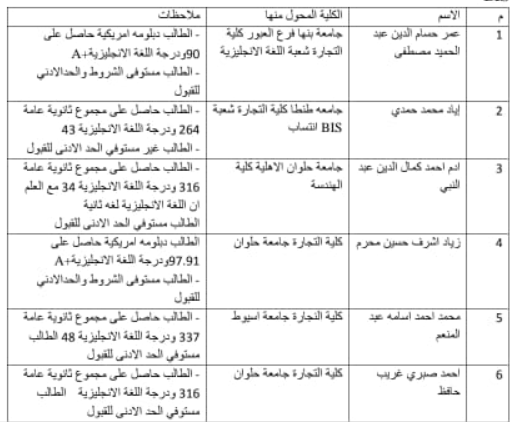 م الاسم الكلية المحول منها ملاحظات
1 عمر حسام الدين عبد الحميد مصطفى
جامعة بنها فرع العبور كلية التجارة شعبة اللغة الانجليزية
- الطالب دبلومه امريكية حاصل على
90ودرجة اللغة الانجليزية+A
- الطالب مستوفى الشروط والحدالادني
للقبول
2 إياد محمد حمدي
جامعه طنطا كلية التجارة شعبة
BIS انتساب
- الطالب حاصل على مجموع ثانوية عامة
264 ودرجة اللغة الانجليزية 43
- الطالب غير مستوفي الحد الادنى للقبول
3 ادم احمد كمال الدين عبد
النبي
جامعة حلوان الاهلية كلية
الهندسة
- الطالب حاصل على مجموع ثانوية عامة
316 ودرجة اللغة الانجليزية 34 مع العلم
ان اللغة الانجليزية لغه ثانية
الطالب مستوفي الحد الادنى للقبول
4 زياد اشرف حسين محرم
كلية التجارة جامعة حلوان
الطالب دبلومه امريكية حاصل على
97.91ودرجة اللغة الانجليزية+A
- الطالب مستوفى الشروط والحدالادني
للقبول
5 محمد احمد اسامه عبد
المنعم
كلية التجارة جامعة اسيوط
- الطالب حاصل على مجموع ثانوية عامة
337 ودرجة اللغة الانجليزية 48 الطالب
مستوفي الحد الادنى للقبول
6 احمد صبري غريب
حافظ
كلية التجارة جامعة حلوان
- الطالب حاصل على مجموع ثانوية عامة
316 ودرجة اللغة الانجليزية الطالب
مستوفي الحد الادنى للقبول